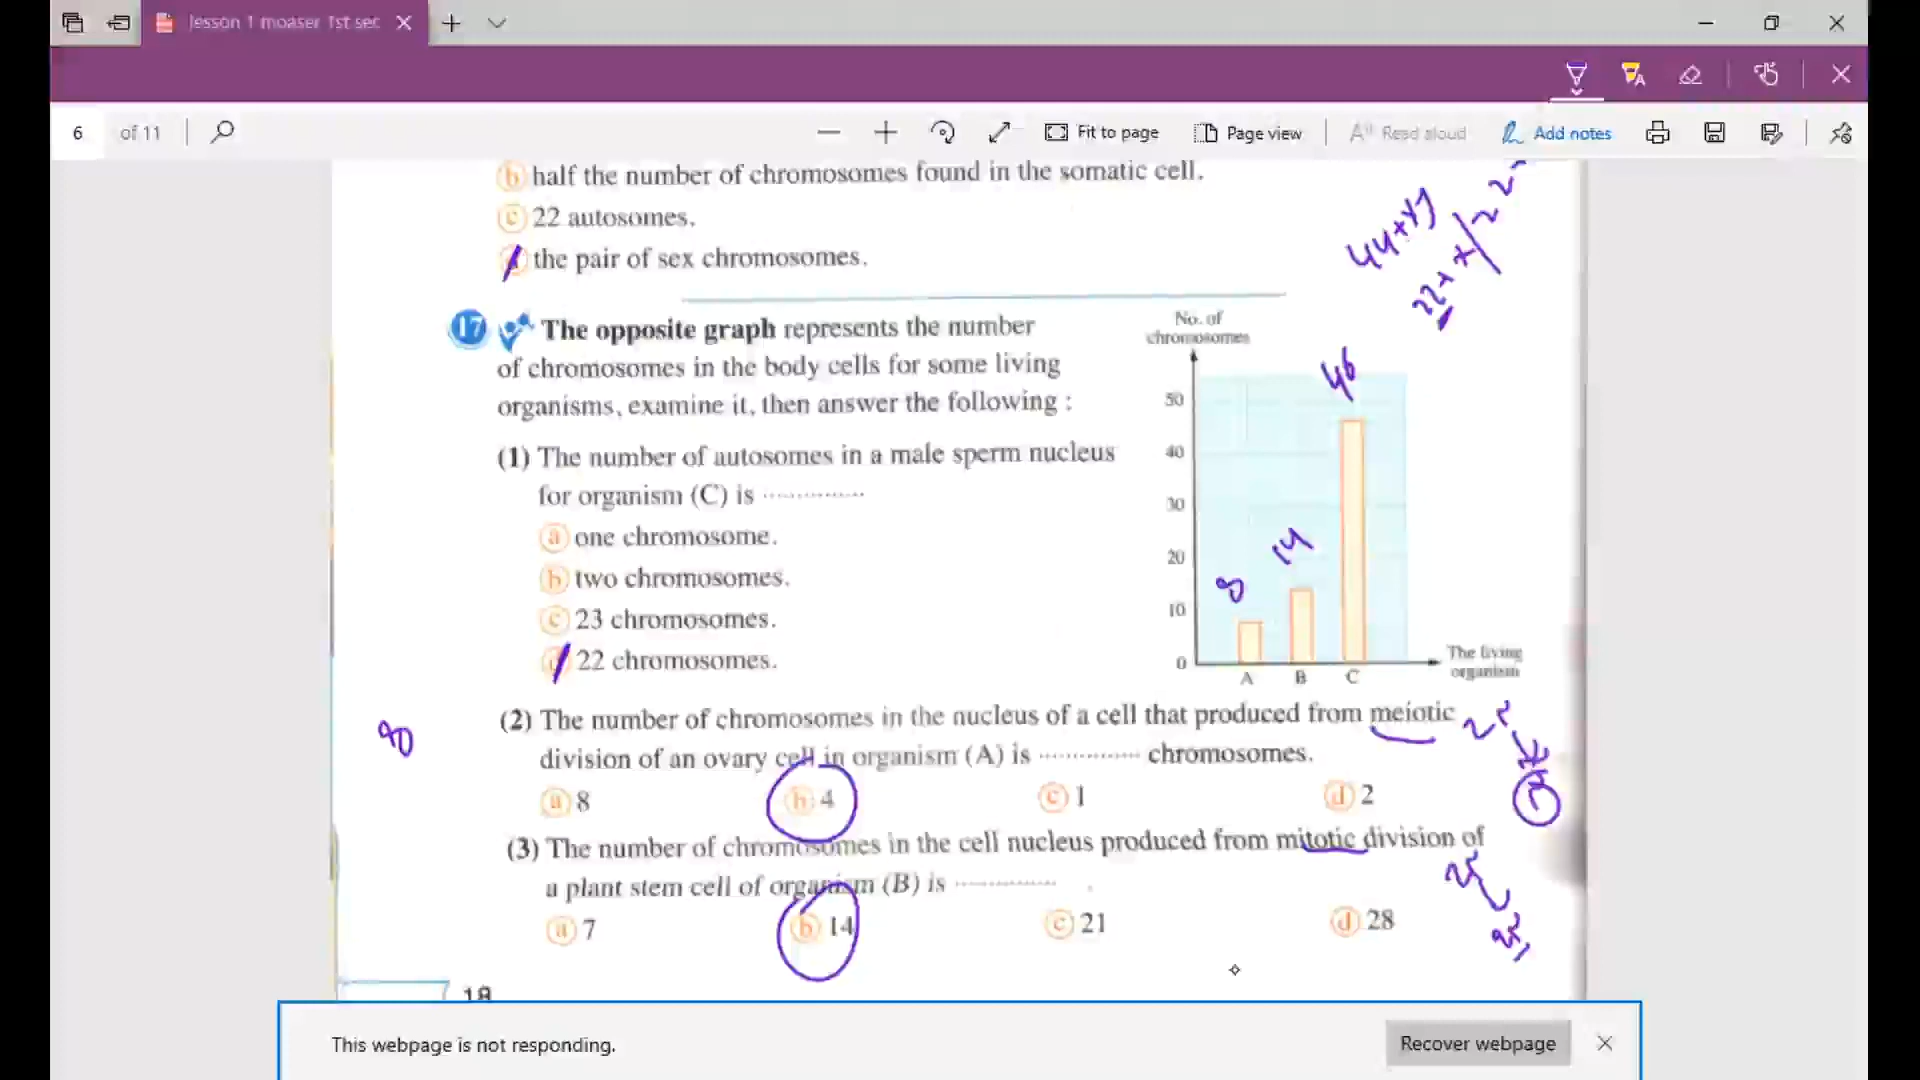 lesson 1 moaser 1st sec
6 of 11
Fit to page
Page view
Read aloud
Add notes
b half the number of chromosomes found in the somatic cell.
c 22 autosomes.
the pair of sex chromosomes.
44+xy
22+x/22
17 The opposite graph represents the number
of chromosomes in the body cells for some living
organisms, examine it, then answer the following :
(1) The number of autosomes in a male sperm nucleus
for organism (C) is ..............
a one chromosome.
b two chromosomes.
c 23 chromosomes.
22 chromosomes.
No. of
chromosomes
50
40
30
20
10
0
46
14
8
A B C
The living
organism
8
(2) The number of chromosomes in the nucleus of a cell that produced from meiotic
division of an ovary cell in organism (A) is .............. chromosomes.
a 8 b 4 c 1 d 2
(3) The number of chromosomes in the cell nucleus produced from mitotic division of
a plant stem cell of organism (B) is ..............
a 7 b 14 c 21 d 28
18
This webpage is not responding.
Recover webpage